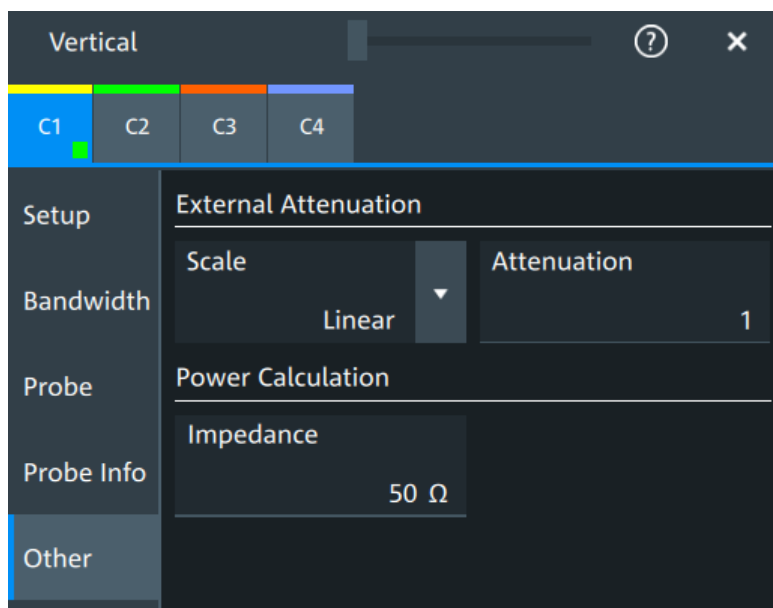 Vertical
?
×
C1 C2 C3 C4
Setup
Bandwidth
Probe
Probe Info
Other
External Attenuation
Scale
Linear
Attenuation
1
Power Calculation
Impedance
50 Ω